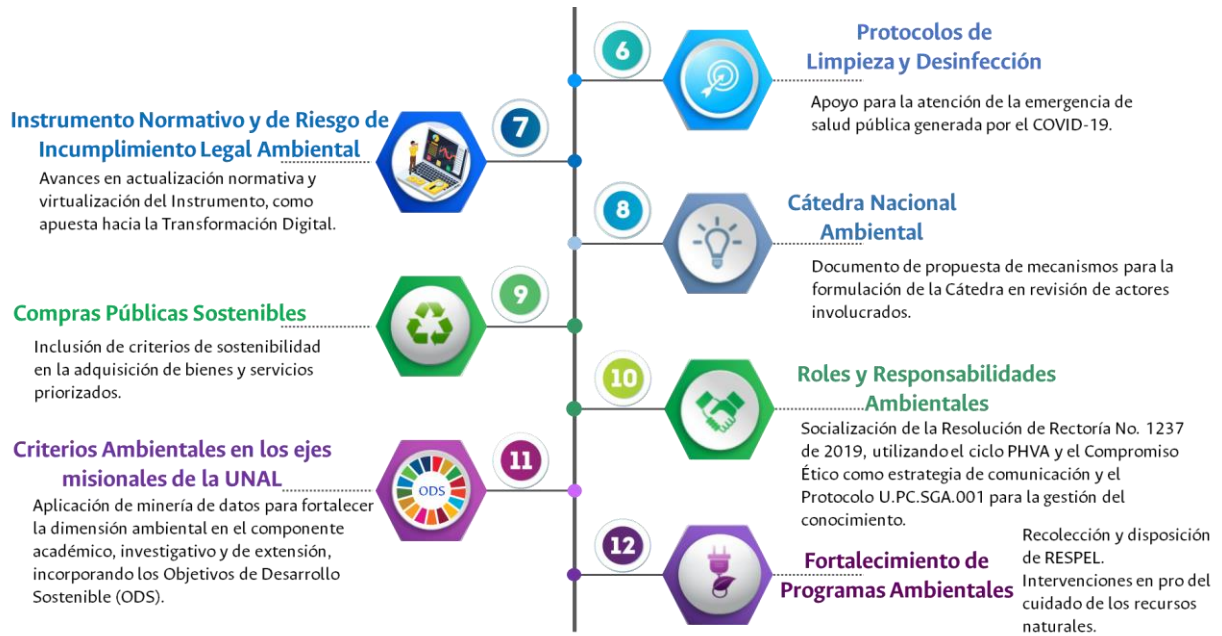 6
Protocolos de
Limpieza y Desinfección
Apoyo para la atención de la emergencia de
salud pública generada por el COVID-19.
7
Instrumento Normativo y de Riesgo de
Incumplimiento Legal Ambiental
Avances en actualización normativa y
virtualización del Instrumento, como
apuesta hacia la Transformación Digital.
8
Cátedra Nacional
Ambiental
Documento de propuesta de mecanismos para la
formulación de la Cátedra en revisión de actores
involucrados.
9
Compras Públicas Sostenibles
Inclusión de criterios de sostenibilidad
en la adquisición de bienes y servicios
priorizados.
10
Roles y Responsabilidades
Ambientales
Socialización de la Resolución de Rectoría No. 1237
de 2019, utilizando el ciclo PHVA y el Compromiso
Ético como estrategia de comunicación y el
Protocolo U.PC.SGA.001 para la gestión del
conocimiento.
11
Criterios Ambientales en los ejes
misionales de la UNAL
ODS
Aplicación de minería de datos para fortalecer
la dimensión ambiental en el componente
académico, investigativo y de extensión,
incorporando los Objetivos de Desarrollo
Sostenible (ODS).
12
Fortalecimiento de
Programas Ambientales
Recolección y disposición
de RESPEL.
Intervenciones en pro del
cuidado de los recursos
naturales.